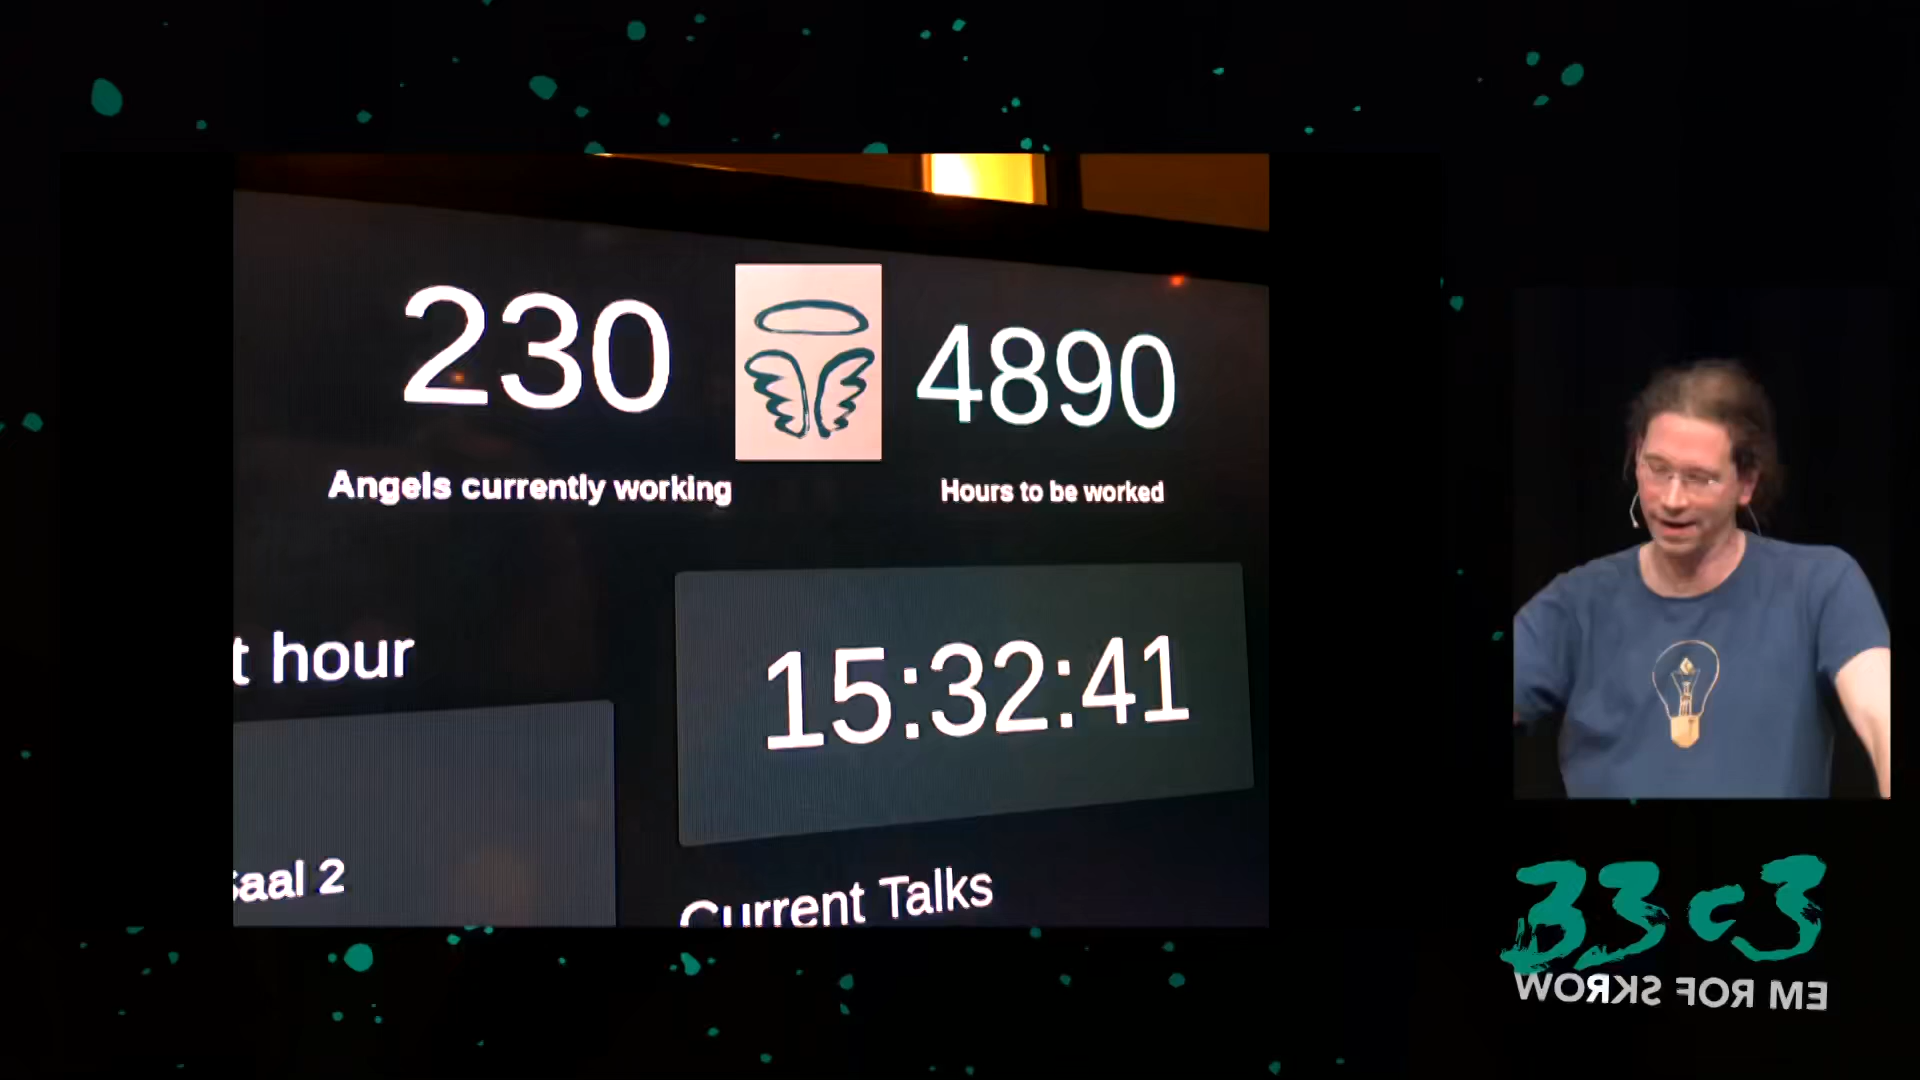 230
4890
Angels currently working
Hours to be worked
t hour
15:32:41
Saal 2
Current Talks
33c3
WORKS FOR ME